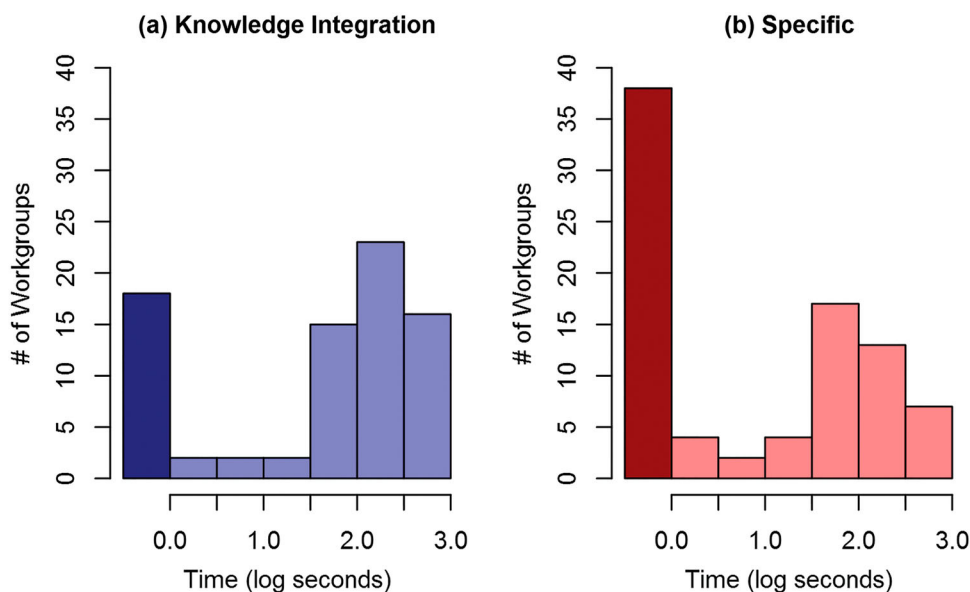 (a) Knowledge Integration
# of Workgroups
0 5 10 15 20 25 30 35 40
0.0 1.0 2.0 3.0
Time (log seconds)
(b) Specific
# of Workgroups
0 5 10 15 20 25 30 35 40
0.0 1.0 2.0 3.0
Time (log seconds)